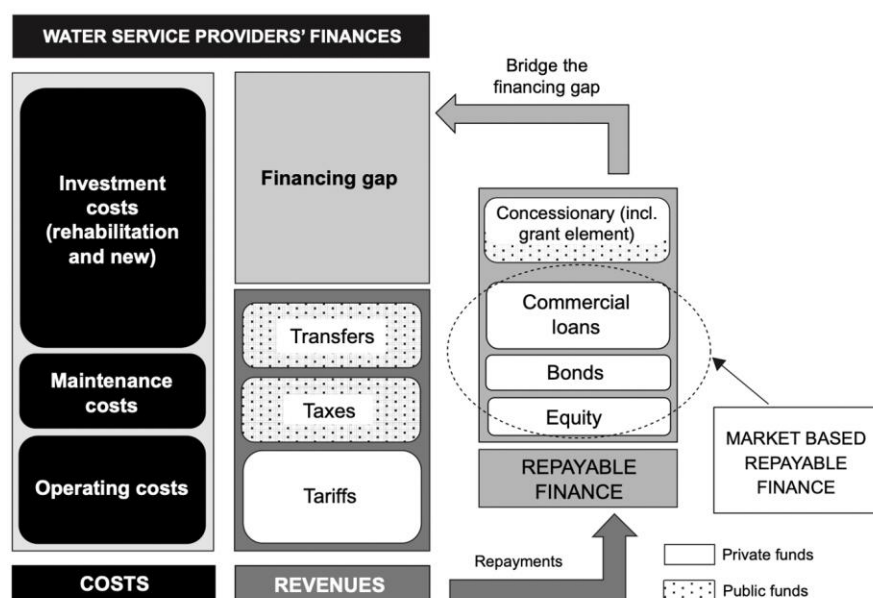 WATER SERVICE PROVIDERS’ FINANCES
Investment
costs
(rehabilitation
and new)
Maintenance
costs
Operating costs
COSTS
Financing gap
Transfers
Taxes
Tariffs
REVENUES
Bridge the
financing gap
Concessionary (incl.
grant element)
Commercial
loans
Bonds
Equity
REPAYABLE
FINANCE
Repayments
MARKET BASED
REPAYABLE
FINANCE
Private funds
Public funds